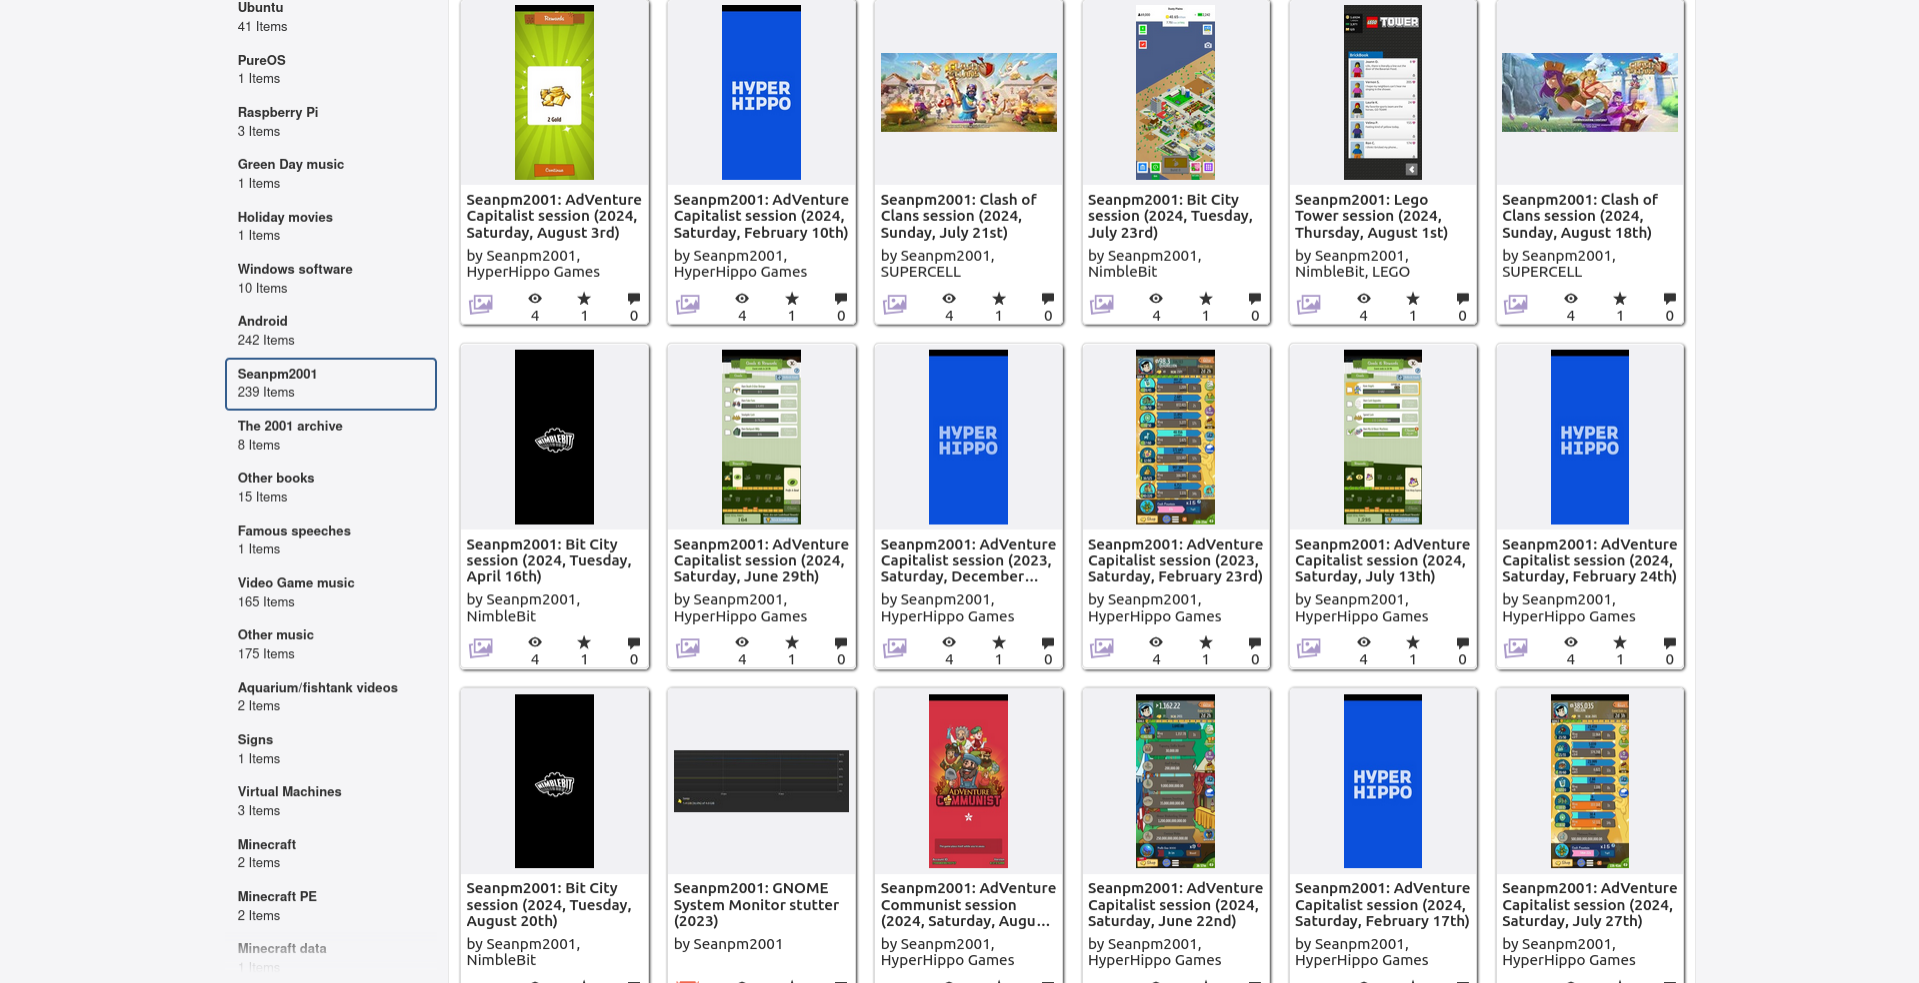 Ubuntu
41 Items
PureOS
1 Items
Raspberry Pi
3 Items
Green Day music
1 Items
Holiday movies
1 Items
Windows software
10 Items
Android
242 Items
Seanpm2001
239 Items
The 2001 archive
8 Items
Other books
15 Items
Famous speeches
1 Items
Video Game music
165 Items
Other music
175 Items
Aquarium/fishtank videos
2 Items
Signs
1 Items
Virtual Machines
3 Items
Minecraft
2 Items
Minecraft PE
2 Items
Minecraft data
1 Items
Rewards
2 Gold
Continue
Seanpm2001: AdVenture
Capitalist session (2024,
Saturday, August 3rd)
by Seanpm2001,
HyperHippo Games
4 1 0
HYPER
HIPPO
Seanpm2001: AdVenture
Capitalist session (2024,
Saturday, February 10th)
by Seanpm2001,
HyperHippo Games
4 1 0
Seanpm2001: Clash of
Clans session (2024,
Sunday, July 21st)
by Seanpm2001,
SUPERCELL
4 1 0
Seanpm2001: Bit City
session (2024, Tuesday,
July 23rd)
by Seanpm2001,
NimbleBit
4 1 0
LEGO TOWER
BrickBook
Seanpm2001: Lego
Tower session (2024,
Thursday, August 1st)
by Seanpm2001,
NimbleBit, LEGO
4 1 0
Seanpm2001: Clash of
Clans session (2024,
Sunday, August 18th)
by Seanpm2001,
SUPERCELL
4 1 0
NIMBLEBIT
Seanpm2001: Bit City
session (2024, Tuesday,
April 16th)
by Seanpm2001,
NimbleBit
4 1 0
Seanpm2001: AdVenture
Capitalist session (2024,
Saturday, June 29th)
by Seanpm2001,
HyperHippo Games
4 1 0
HYPER
HIPPO
Seanpm2001: AdVenture
Capitalist session (2023,
Saturday, December...
by Seanpm2001,
HyperHippo Games
4 1 0
Seanpm2001: AdVenture
Capitalist session (2023,
Saturday, February 23rd)
by Seanpm2001,
HyperHippo Games
4 1 0
Seanpm2001: AdVenture
Capitalist session (2024,
Saturday, July 13th)
by Seanpm2001,
HyperHippo Games
4 1 0
HYPER
HIPPO
Seanpm2001: AdVenture
Capitalist session (2024,
Saturday, February 24th)
by Seanpm2001,
HyperHippo Games
4 1 0
NIMBLEBIT
Seanpm2001: Bit City
session (2024, Tuesday,
August 20th)
by Seanpm2001,
NimbleBit
Seanpm2001: GNOME
System Monitor stutter
(2023)
by Seanpm2001
ADVENTURE
COMMUNIST
Seanpm2001: AdVenture
Communist session
(2024, Saturday, Augu...
by Seanpm2001,
HyperHippo Games
1,162.22
Seanpm2001: AdVenture
Capitalist session (2024,
Saturday, June 22nd)
by Seanpm2001,
HyperHippo Games
HYPER
HIPPO
Seanpm2001: AdVenture
Capitalist session (2024,
Saturday, February 17th)
by Seanpm2001,
HyperHippo Games
385.035
Seanpm2001: AdVenture
Capitalist session (2024,
Saturday, July 27th)
by Seanpm2001,
HyperHippo Games